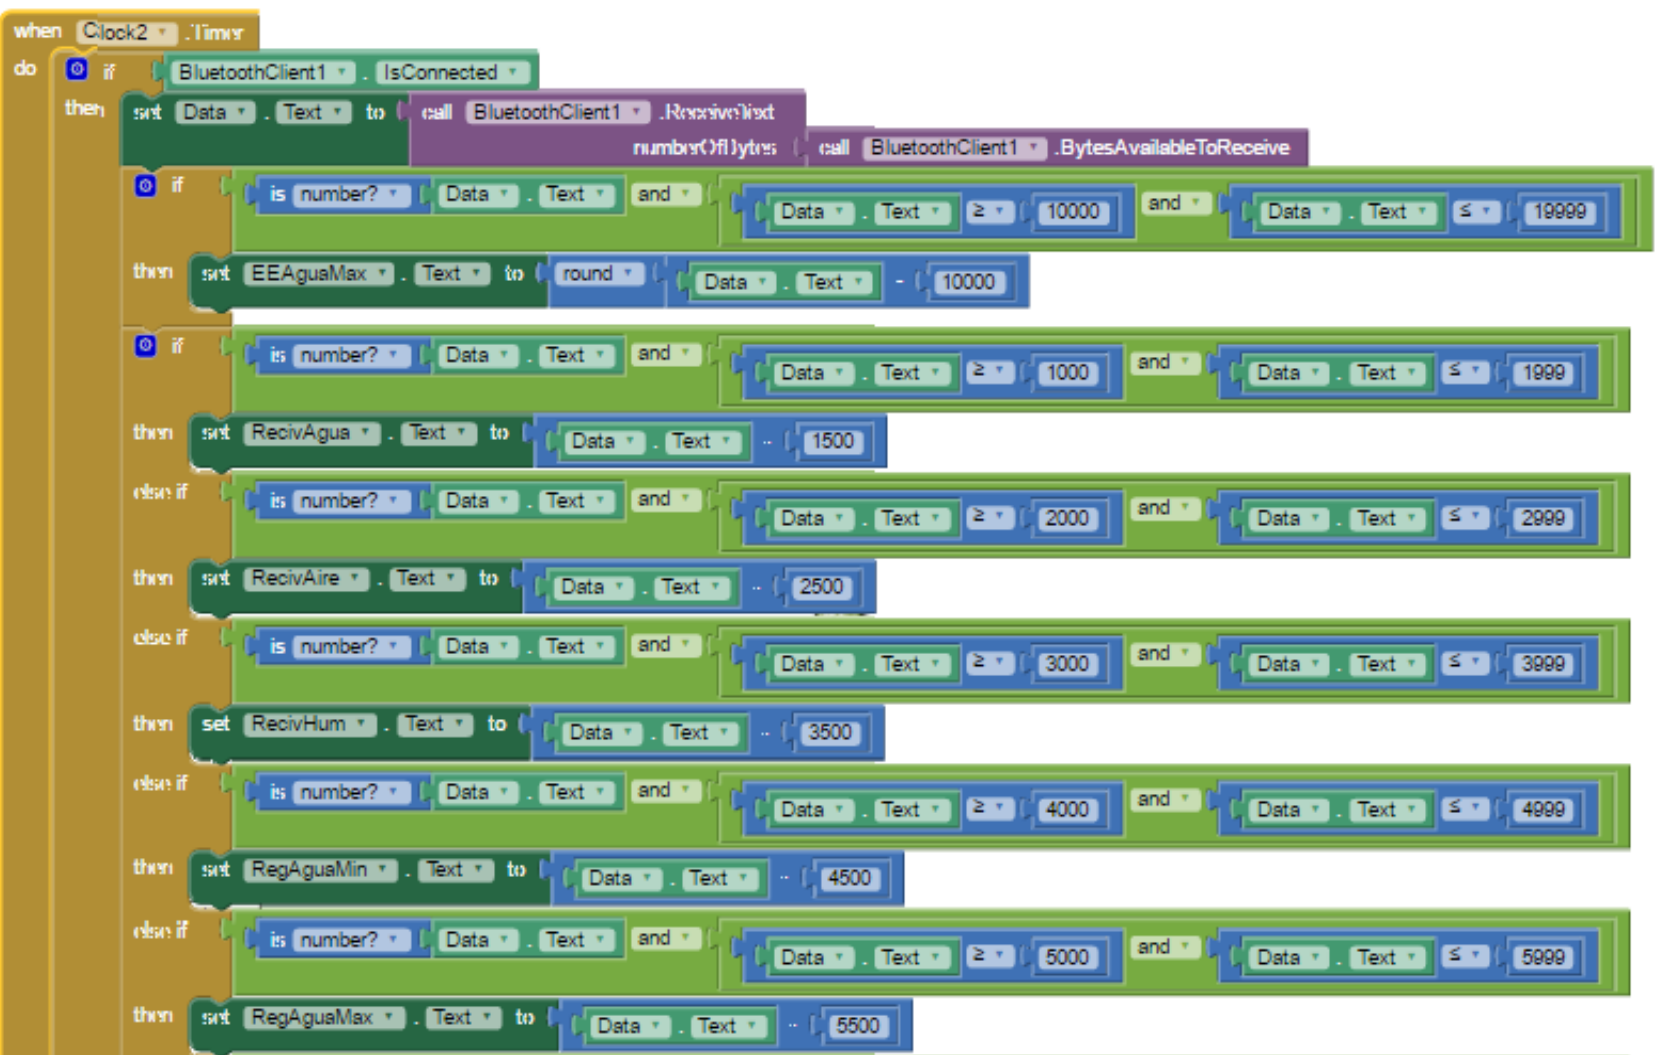 when Clock2 .Timer
do if BluetoothClient1 . IsConnected
then set Data . Text to call BluetoothClient1 .ReceiveText
numberOfBytes call BluetoothClient1 .BytesAvailableToReceive
if is number? Data . Text and Data . Text ≥ 10000 and Data . Text ≤ 19999
then set EEAguaMax . Text to round Data . Text - 10000
if is number? Data . Text and Data . Text ≥ 1000 and Data . Text ≤ 1999
then set RecivAgua . Text to Data . Text - 1500
else if is number? Data . Text and Data . Text ≥ 2000 and Data . Text ≤ 2999
then set RecivAire . Text to Data . Text - 2500
else if is number? Data . Text and Data . Text ≥ 3000 and Data . Text ≤ 3999
then set RecivHum . Text to Data . Text - 3500
else if is number? Data . Text and Data . Text ≥ 4000 and Data . Text ≤ 4999
then set RegAguaMin . Text to Data . Text - 4500
else if is number? Data . Text and Data . Text ≥ 5000 and Data . Text ≤ 5999
then set RegAguaMax . Text to Data . Text - 5500